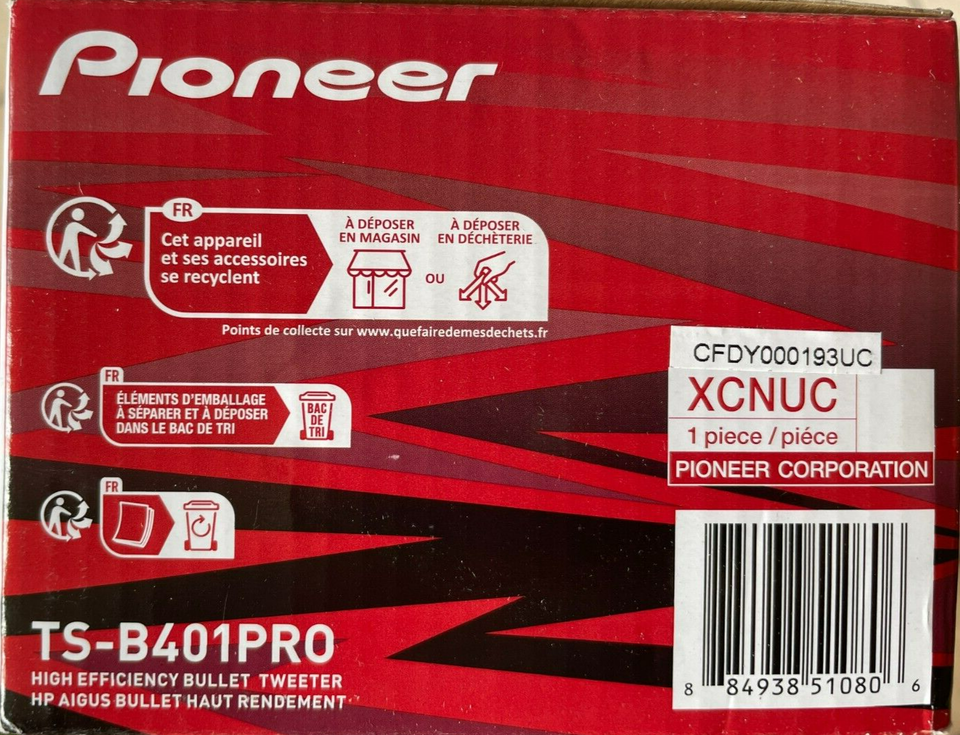 Pioneer
FR
Cet appareil
et ses accessoires
se recyclent
À DÉPOSER
EN MAGASIN
OU
À DÉPOSER
EN DÉCHÈTERIE
Points de collecte sur www.quefairedemesdechets.fr
FR
ÉLÉMENTS D'EMBALLAGE
À SÉPARER ET À DÉPOSER
DANS LE BAC DE TRI
BAC
DE
TRI
FR
CFDY000193UC
XCNUC
1 piece / piéce
PIONEER CORPORATION
TS-B401PRO
HIGH EFFICIENCY BULLET TWEETER
HP AIGUS BULLET HAUT RENDEMENT
8 84938 51080 6